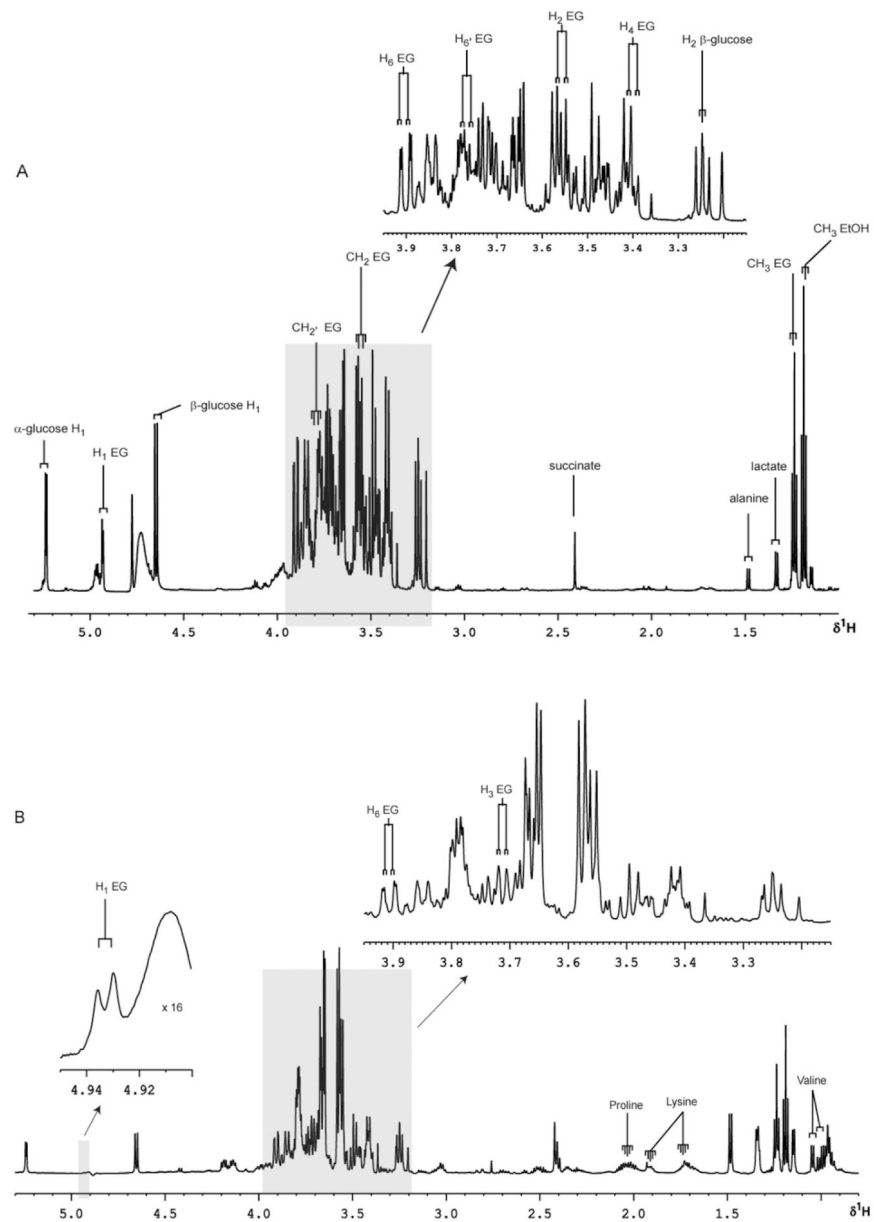 H2 EG
H6' EG
H4 EG
H6 EG
H2 β-glucose
A
3.9 3.8 3.7 3.6 3.5 3.4 3.3
CH3 EtOH
CH3 EG
CH2 EG
CH2' EG
β-glucose H1
α-glucose H1
H1 EG
succinate
lactate
alanine
5.0 4.5 4.0 3.5 3.0 2.5 2.0 1.5 δ1H
B
H3 EG
H6 EG
H1 EG
x 16
3.9 3.8 3.7 3.6 3.5 3.4 3.3
4.94 4.92
Valine
Proline
Lysine
5.0 4.5 4.0 3.5 3.0 2.5 2.0 1.5 δ1H